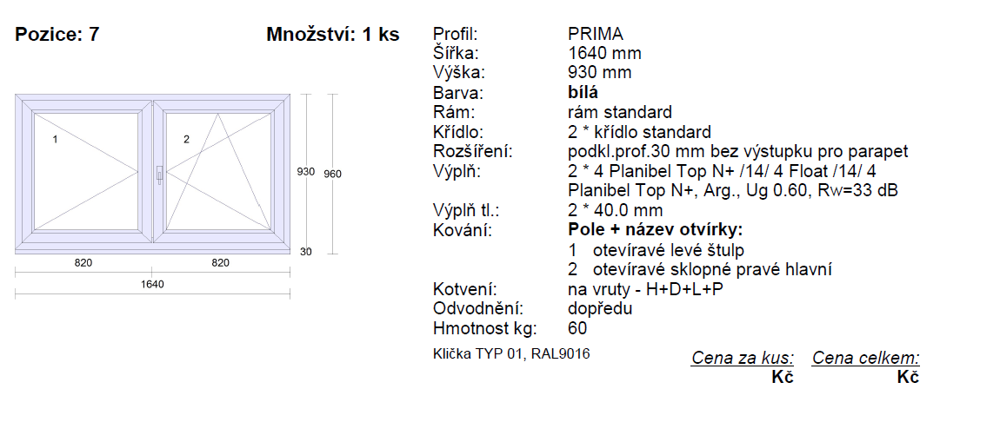 Pozice: 7 Množství: 1 ks
Profil: PRIMA
Šířka: 1640 mm
Výška: 930 mm
Barva: bílá
Rám: rám standard
Křídlo: 2 * křídlo standard
Rozšíření: podkl.prof.30 mm bez výstupku pro parapet
Výplň: 2 * 4 Planibel Top N+ /14/ 4 Float /14/ 4
Planibel Top N+, Arg., Ug 0.60, Rw=33 dB
Výplň tl.: 2 * 40.0 mm
Kování: Pole + název otvírky:
1 otevíravé levé štulp
2 otevíravé sklopné pravé hlavní
Kotvení: na vruty - H+D+L+P
Odvodnění: dopředu
Hmotnost kg: 60
Klička TYP 01, RAL9016
Cena za kus: Cena celkem:
Kč Kč
1 2
930 960
30
820 820
1640